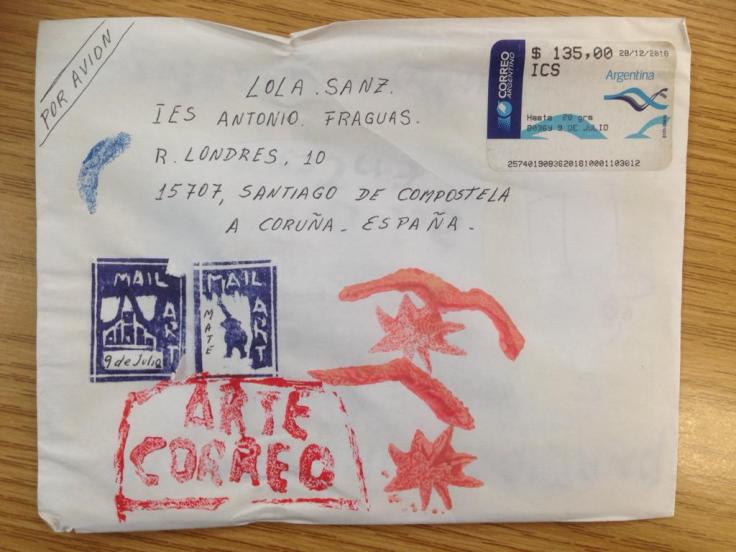 POR AVION
LOLA SANZ.
IES ANTONIO. FRAGUAS.
R. LONDRES, 10
15707, SANTIAGO DE COMPOSTELA
A CORUÑA - ESPAÑA -
CORREO
ARGENTINO
$ 135,00 28/12/2018
ICS
Argentina
Hasta 20 grs
B0369 9 DE JULIO
25740190836201810001103612
MAIL
ART
9 de Julio
MAIL
ART
MATE
ARTE
CORREO